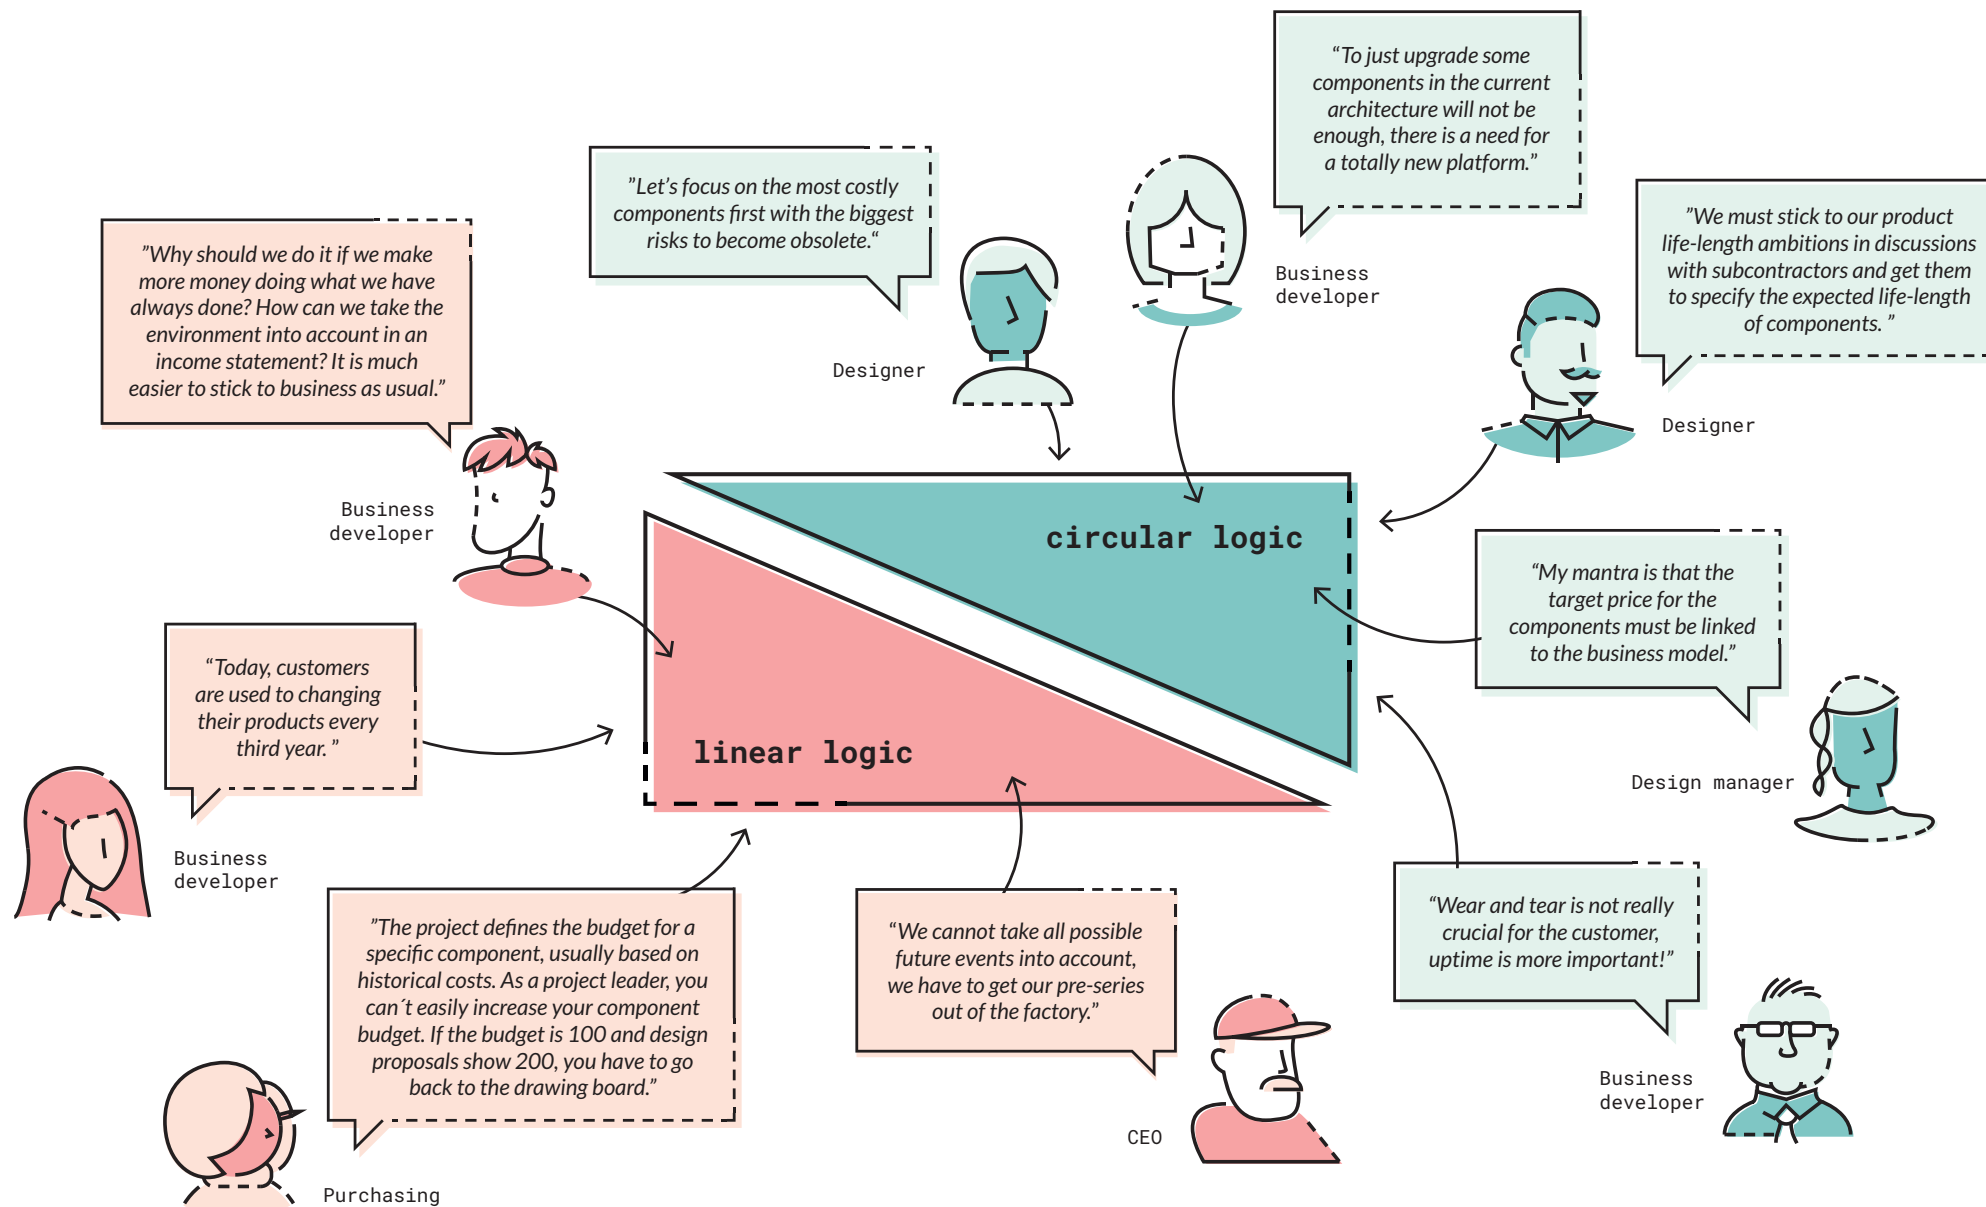 “To just upgrade some
components in the current
architecture will not be
enough, there is a need for
a totally new platform.”
Business
developer
”Let’s focus on the most costly
components first with the biggest
risks to become obsolete.“
Designer
”We must stick to our product
life-length ambitions in discussions
with subcontractors and get them
to specify the expected life-length
of components. ”
Designer
”Why should we do it if we make
more money doing what we have
always done? How can we take the
environment into account in an
income statement? It is much
easier to stick to business as usual.”
Business
developer
circular logic
“My mantra is that the
target price for the
components must be linked
to the business model.”
Design manager
“Today, customers
are used to changing
their products every
third year. ”
Business
developer
linear logic
”The project defines the budget for a
specific component, usually based on
historical costs. As a project leader, you
can´t easily increase your component
budget. If the budget is 100 and design
proposals show 200, you have to go
back to the drawing board.”
Purchasing
“We cannot take all possible
future events into account,
we have to get our pre-series
out of the factory.”
CEO
“Wear and tear is not really
crucial for the customer,
uptime is more important!”
Business
developer